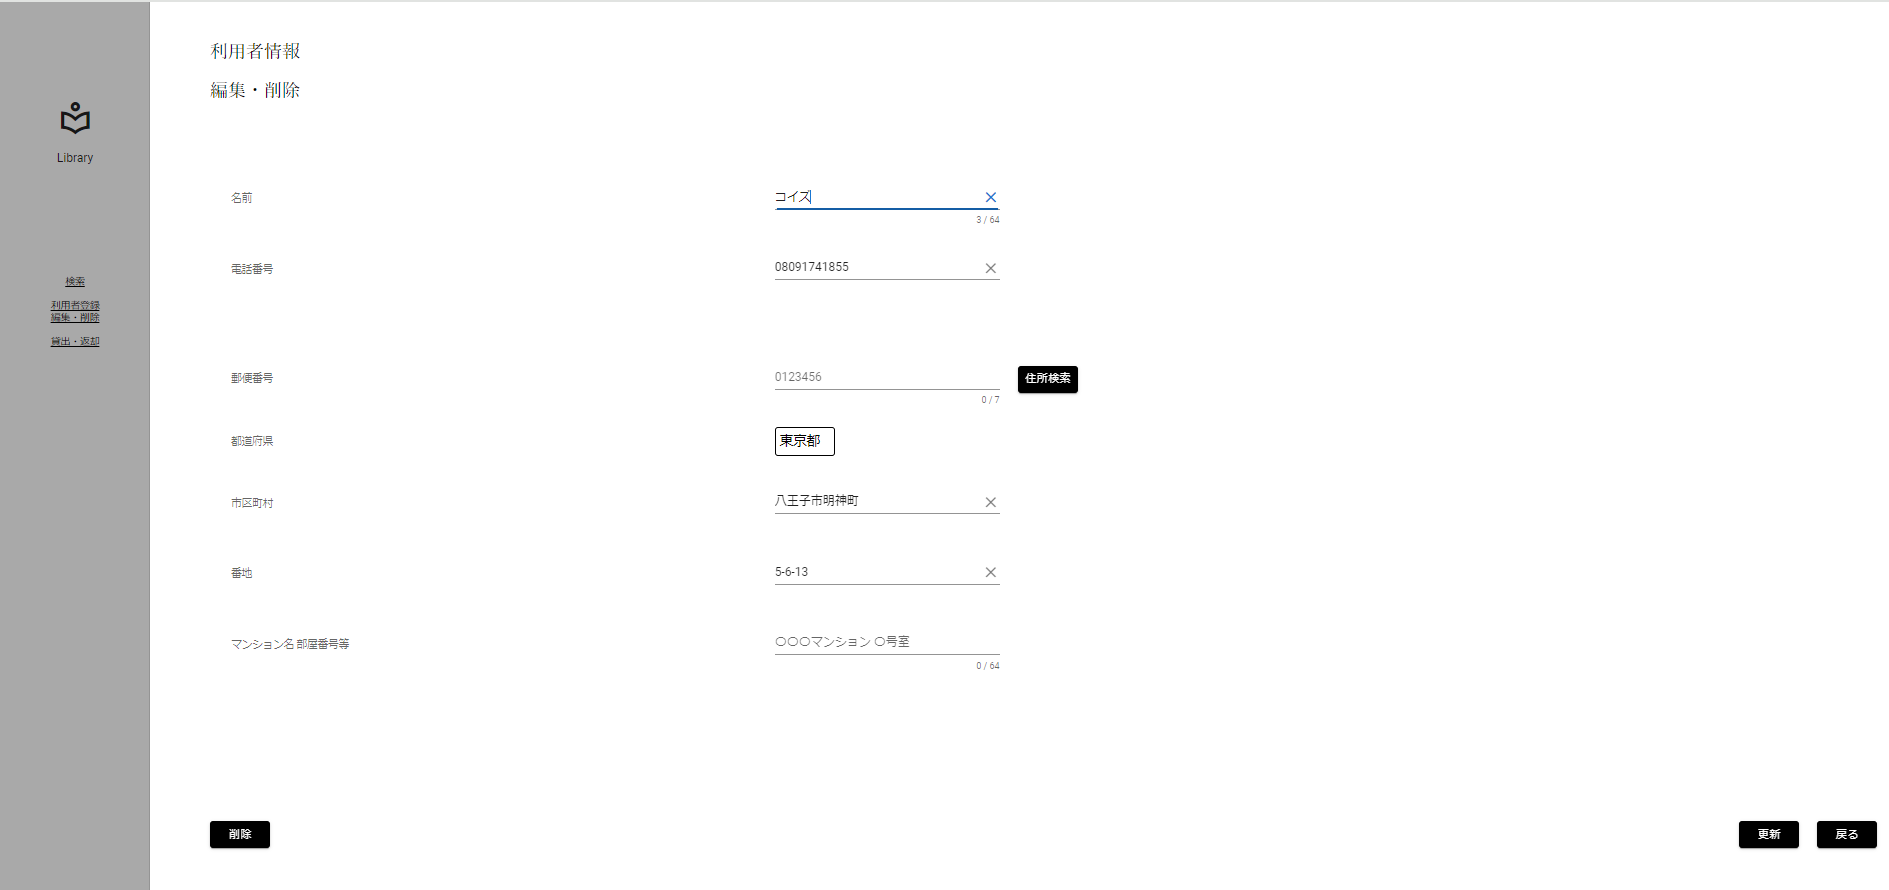 利用者情報
編集・削除
Library
検索
利用者登録
編集・削除
貸出・返却
名前
コイズ
3 / 64
電話番号
08091741855
郵便番号
0123456
住所検索
0 / 7
都道府県
東京都
市区町村
八王子市明神町
番地
5-6-13
マンション名 部屋番号等
〇〇〇マンション 〇号室
0 / 64
削除
更新
戻る